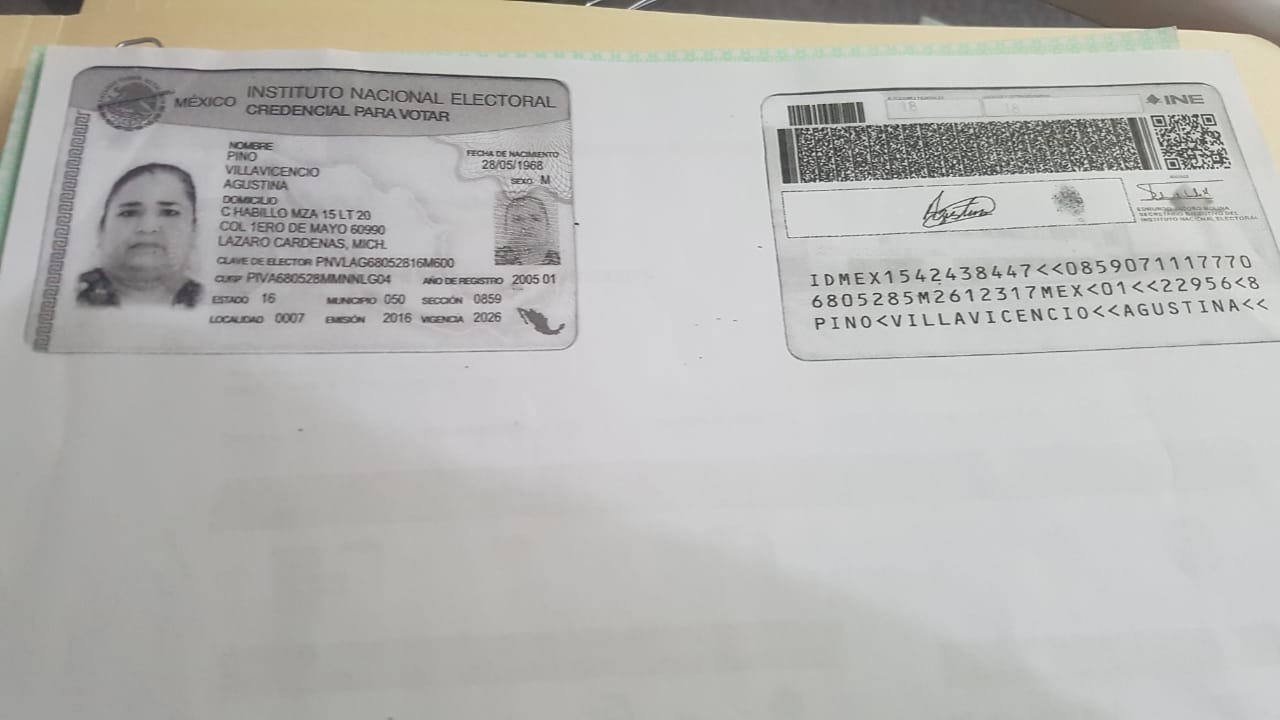 MÉXICO
INSTITUTO NACIONAL ELECTORAL
CREDENCIAL PARA VOTAR
NOMBRE
PINO
VILLAVICENCIO
AGUSTINA
FECHA DE NACIMIENTO
28/05/1968
SEXO M
DOMICILIO
C HABILLO MZA 15 LT 20
COL 1ERO DE MAYO 60990
LAZARO CARDENAS, MICH.
CLAVE DE ELECTOR PNVLAG68052816M600
CURP PIVA680528MMNNLG04 AÑO DE REGISTRO 2005 01
ESTADO 16 MUNICIPIO 050 SECCIÓN 0859
LOCALIDAD 0007 EMISIÓN 2016 VIGENCIA 2026
18 18
INE
Agustina
EDMUNDO JACOBO MOLINA
SECRETARIO EJECUTIVO DEL
INSTITUTO NACIONAL ELECTORAL
IDMEX1542438447<<0859071117770
6805285M2612317MEX<01<<22956<8
PINO<VILLAVICENCIO<<AGUSTINA<<